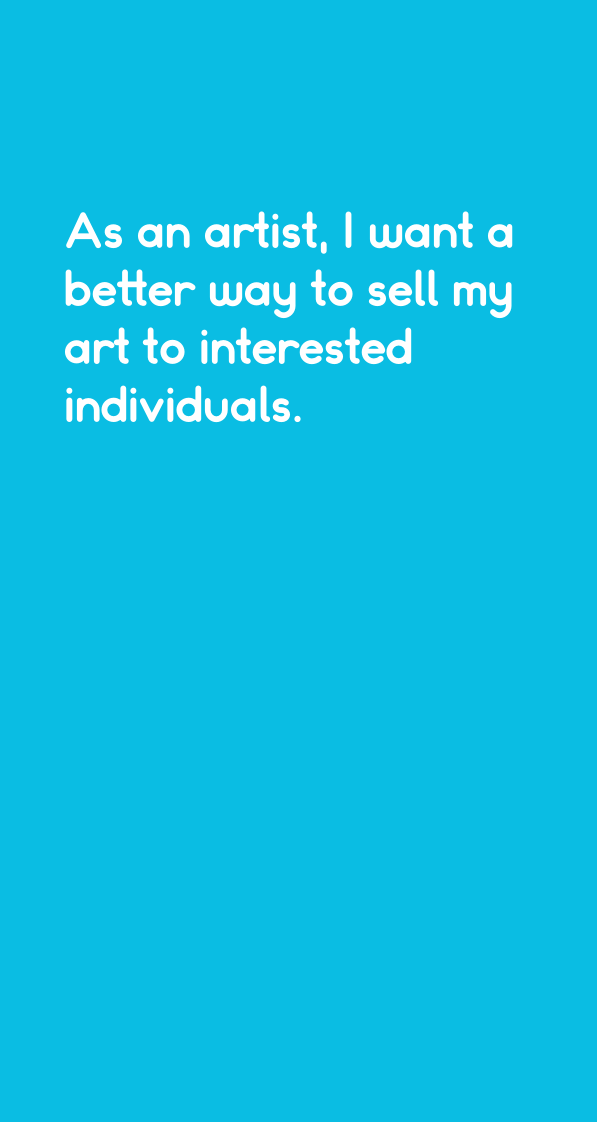 As an artist, I want a
better way to sell my
art to interested
individuals.